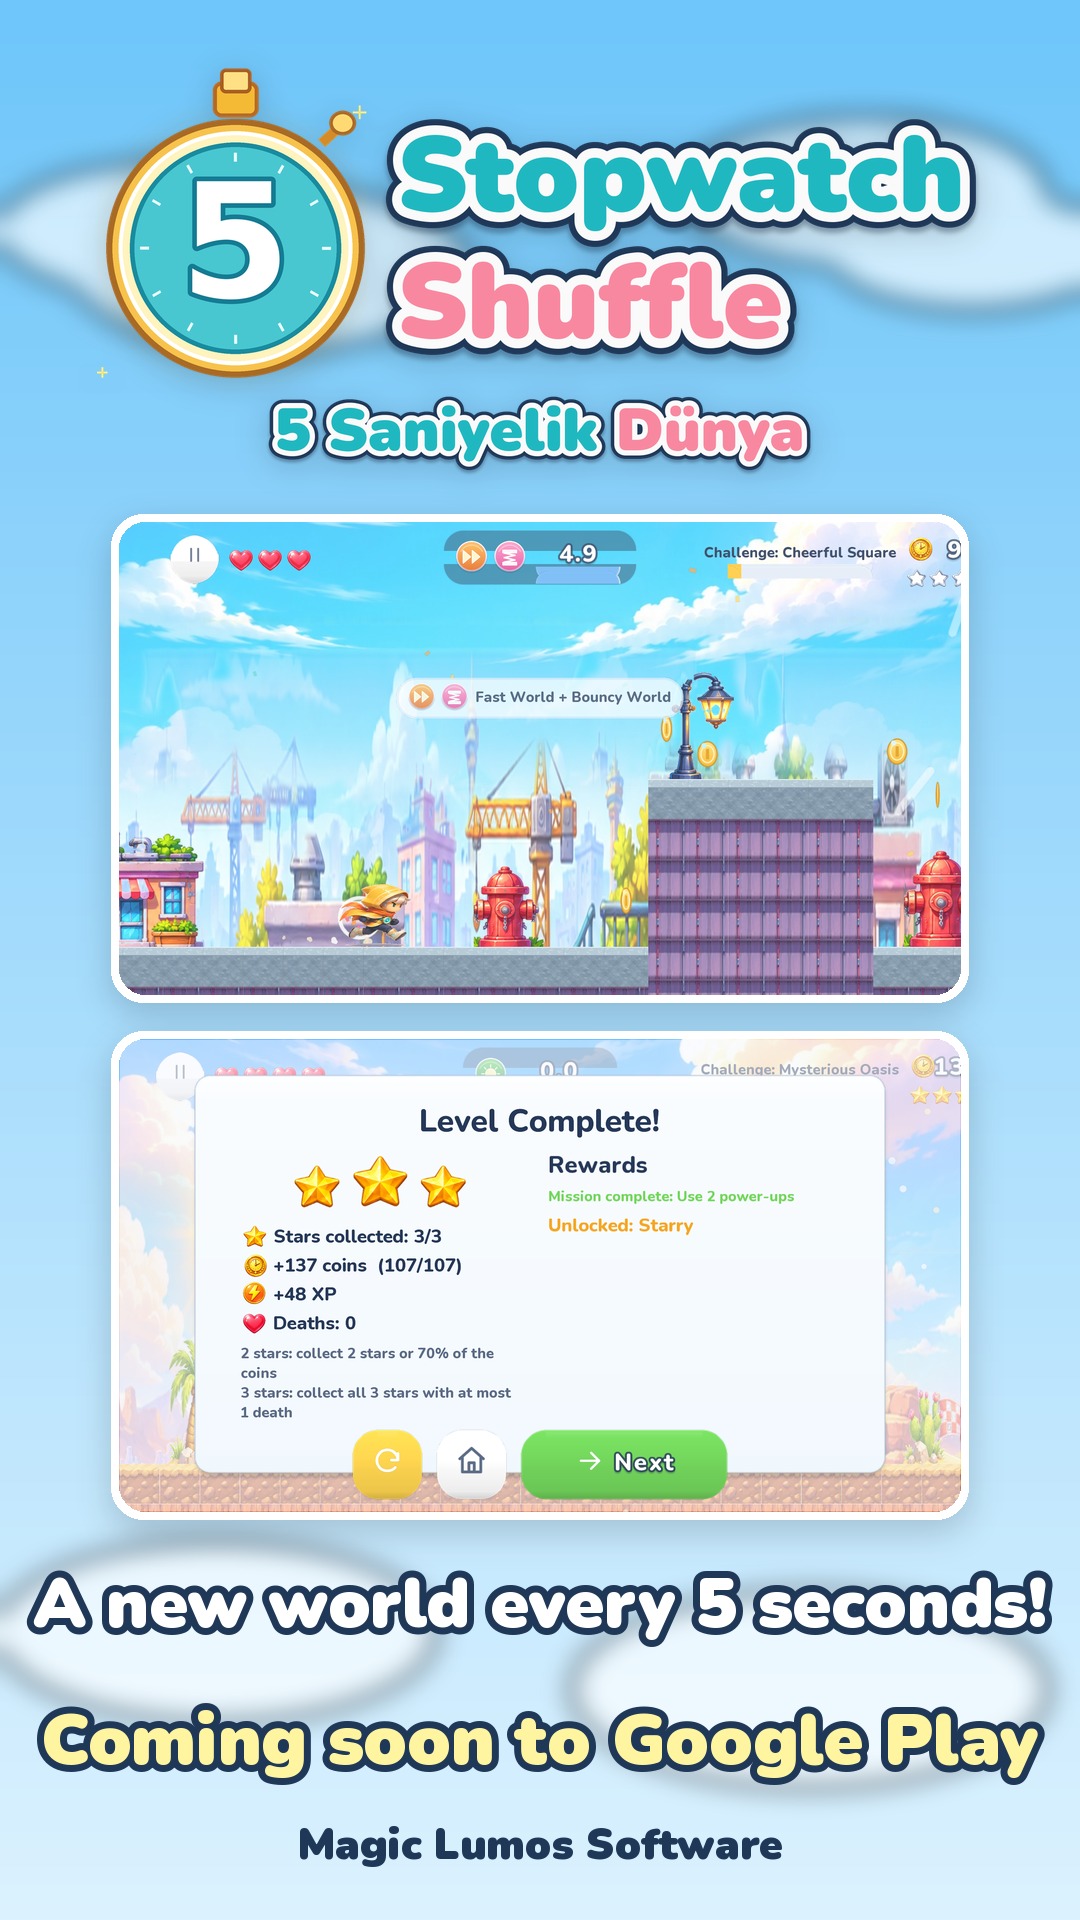 5
Stopwatch
Shuffle
5 Saniyelik Dünya
4.9
Challenge: Cheerful Square
9
Fast World + Bouncy World
0.0
Challenge: Mysterious Oasis
13
Level Complete!
Stars collected: 3/3
+137 coins (107/107)
+48 XP
Deaths: 0
2 stars: collect 2 stars or 70% of the
coins
3 stars: collect all 3 stars with at most
1 death
Rewards
Mission complete: Use 2 power-ups
Unlocked: Starry
Next
A new world every 5 seconds!
Coming soon to Google Play
Magic Lumos Software